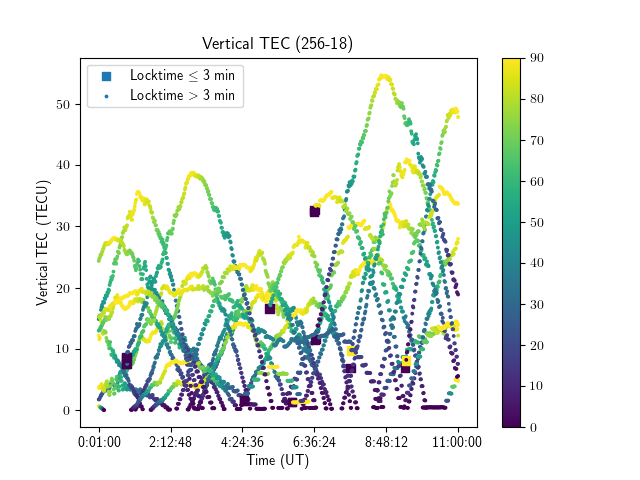 Vertical TEC (256-18)
Locktime ≤ 3 min
Locktime > 3 min
Vertical TEC (TECU)
50
40
30
20
10
0
0:01:00 2:12:48 4:24:36 6:36:24 8:48:12 11:00:00
Time (UT)
90
80
70
60
50
40
30
20
10
0